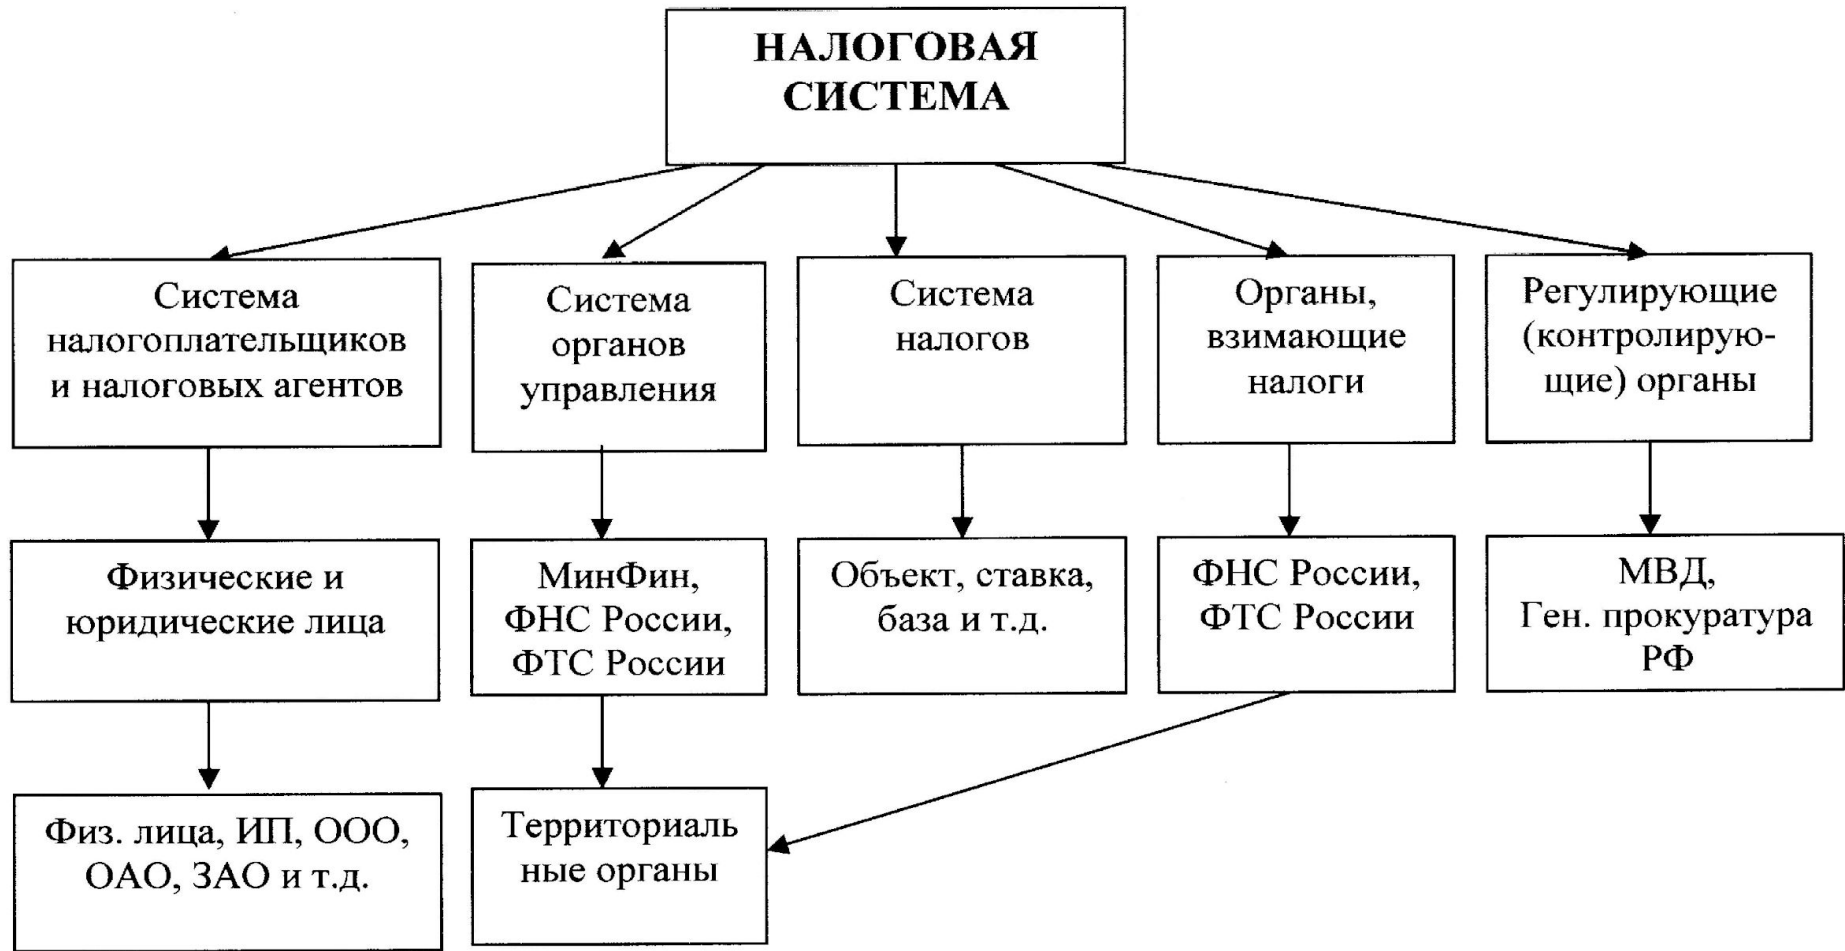 НАЛОГОВАЯ
СИСТЕМА
Система
налогоплательщиков
и налоговых агентов
Система
органов
управления
Система
налогов
Органы,
взимающие
налоги
Регулирующие
(контролирую-
щие) органы
Физические и
юридические лица
МинФин,
ФНС России,
ФТС России
Объект, ставка,
база и т.д.
ФНС России,
ФТС России
МВД,
Ген. прокуратура
РФ
Физ. лица, ИП, ООО,
ОАО, ЗАО и т.д.
Территориаль
ные органы